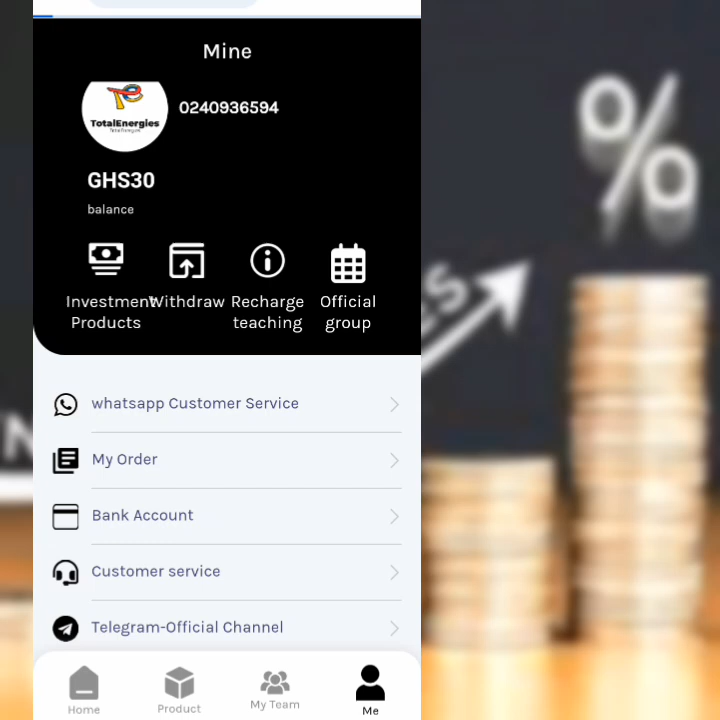 Mine
TotalEnergies
0240936594
GHS30
balance
Investment Products
Withdraw
Recharge teaching
Official group
whatsapp Customer Service
My Order
Bank Account
Customer service
Telegram-Official Channel
Home
Product
My Team
Me
%